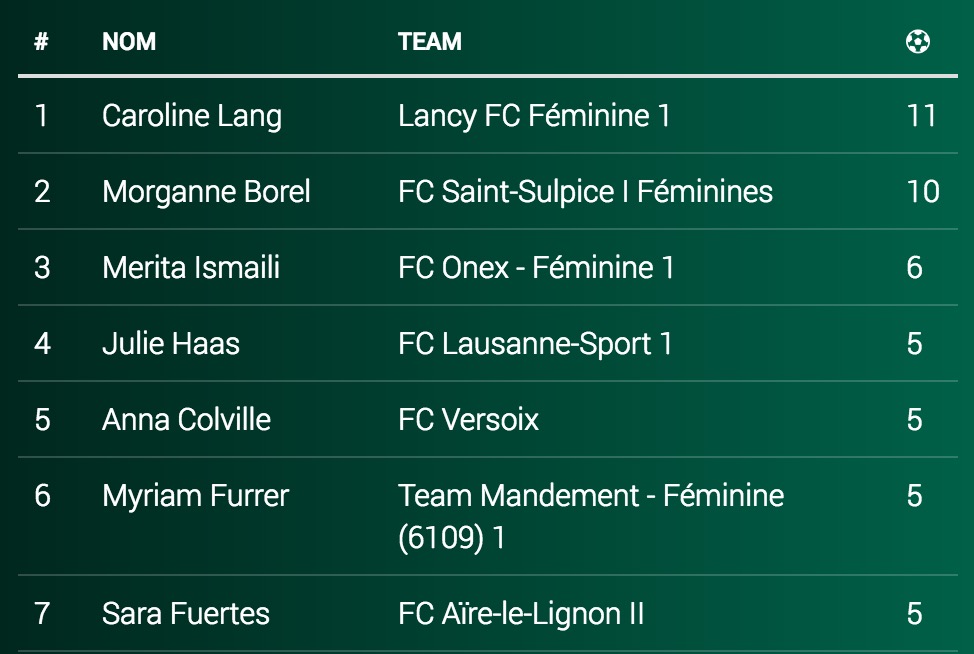 # NOM TEAM
1 Caroline Lang Lancy FC Féminine 1 11
2 Morganne Borel FC Saint-Sulpice I Féminines 10
3 Merita Ismaili FC Onex - Féminine 1 6
4 Julie Haas FC Lausanne-Sport 1 5
5 Anna Colville FC Versoix 5
6 Myriam Furrer Team Mandement - Féminine 5
(6109) 1
7 Sara Fuertes FC Aïre-le-Lignon II 5